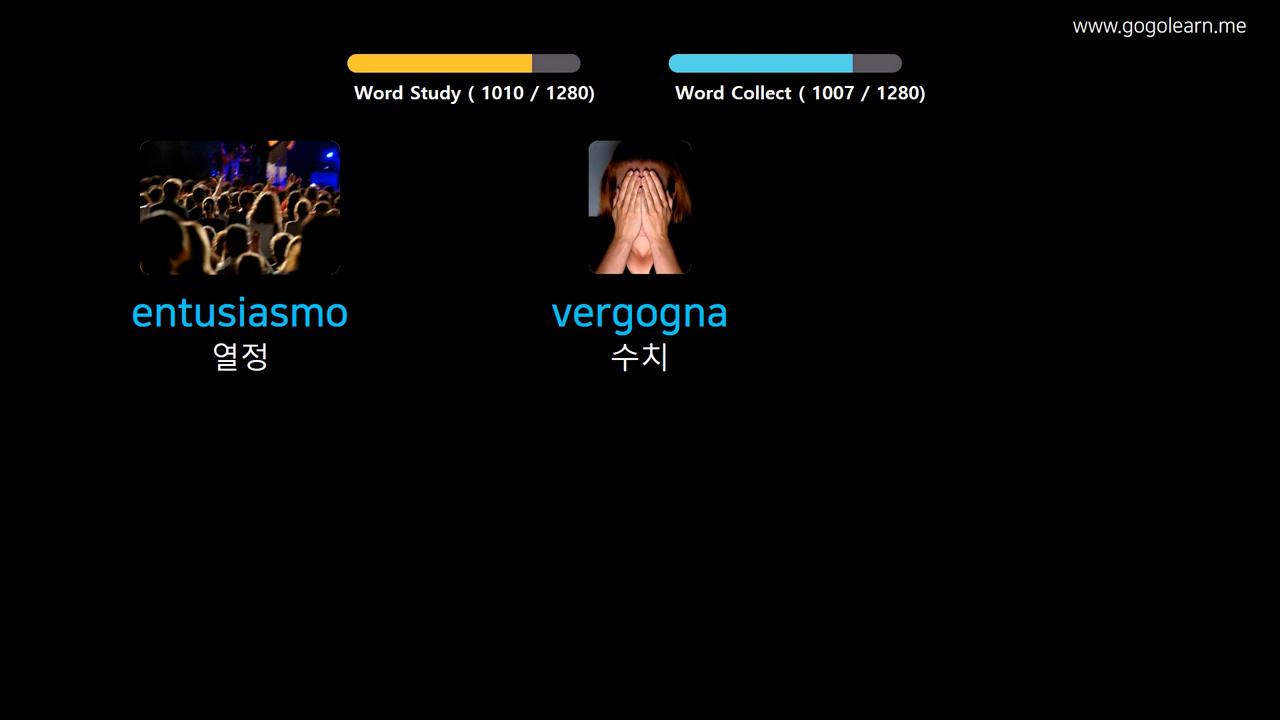 www.gogolearn.me
Word Study ( 1010 / 1280)
Word Collect ( 1007 / 1280)
entusiasmo
열정
vergogna
수치